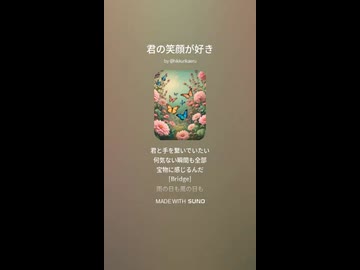 君の笑顔が好き
君と手を繋いでいたい
何気ない瞬間も全部
宝物に感じるんだ
[Bridge]
雨の日も風の日も
MADE WITH SUNO